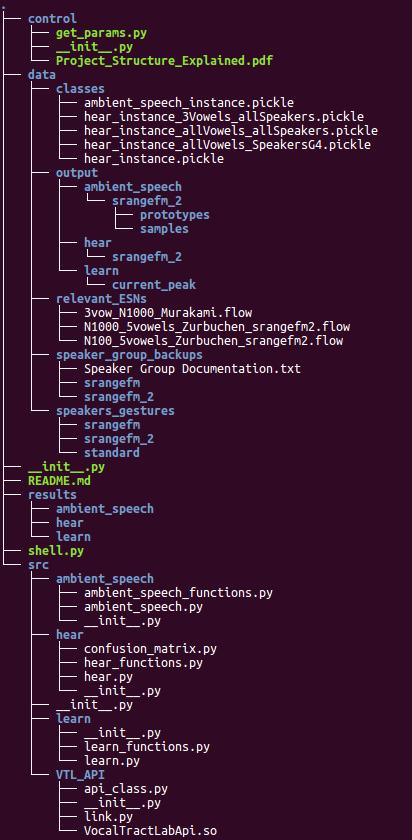 .
control
get_params.py
__init__.py
Project_Structure_Explained.pdf
data
classes
ambient_speech_instance.pickle
hear_instance_3Vowels_allSpeakers.pickle
hear_instance_allVowels_allSpeakers.pickle
hear_instance_allVowels_SpeakersG4.pickle
hear_instance.pickle
output
ambient_speech
srangefm_2
prototypes
samples
hear
srangefm_2
learn
current_peak
relevant_ESNs
3vow_N1000_Murakami.flow
N1000_5vowels_Zurbuchen_srangefm2.flow
N100_5vowels_Zurbuchen_srangefm2.flow
speaker_group_backups
Speaker Group Documentation.txt
srangefm
srangefm_2
speakers_gestures
srangefm
srangefm_2
standard
__init__.py
README.md
results
ambient_speech
hear
learn
shell.py
src
ambient_speech
ambient_speech_functions.py
ambient_speech.py
__init__.py
hear
confusion_matrix.py
hear_functions.py
hear.py
__init__.py
__init__.py
learn
__init__.py
learn_functions.py
learn.py
VTL_API
api_class.py
__init__.py
link.py
VocalTractLabApi.so